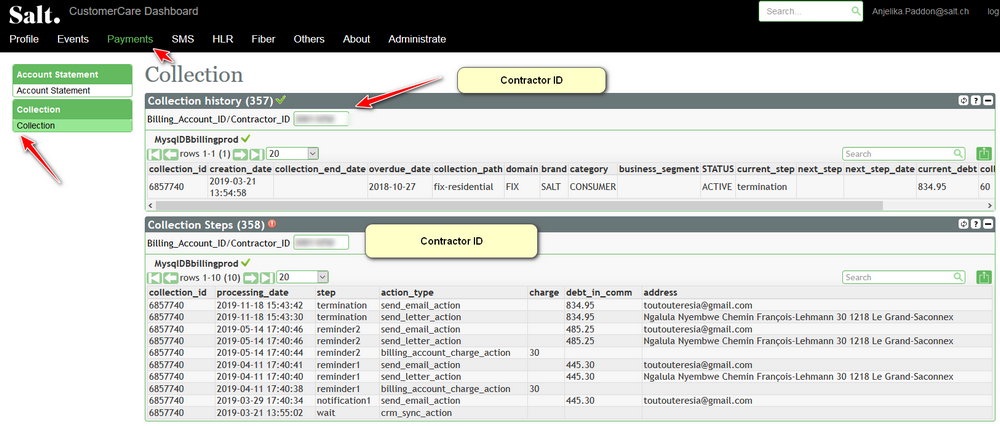 Salt. CustomerCare Dashboard Search... Anjelika.Paddon@salt.ch log
Profile Events Payments SMS HLR Fiber Others About Administrate
Account Statement
Account Statement
Collection
Collection
Collection
Contractor ID
Collection history (357)
Billing_Account_ID/Contractor_ID
MysqlDBbillingprod
rows 1-1 (1) 20 Search
collection_id creation_date collection_end_date overdue_date collection_path domain brand category business_segment STATUS current_step next_step next_step_date current_debt coll
6857740 2019-03-21 13:54:58 2018-10-27 fix-residential FIX SALT CONSUMER ACTIVE termination 834.95 60
Collection Steps (358)
Billing_Account_ID/Contractor_ID
Contractor ID
MysqlDBbillingprod
rows 1-10 (10) 20 Search
collection_id processing_date step action_type charge debt_in_comm address
6857740 2019-11-18 15:43:42 termination send_email_action 834.95 toutouteresia@gmail.com
6857740 2019-11-18 15:43:30 termination send_letter_action 834.95 Ngalula Nyembwe Chemin François-Lehmann 30 1218 Le Grand-Saconnex
6857740 2019-05-14 17:40:46 reminder2 send_email_action 485.25 toutouteresia@gmail.com
6857740 2019-05-14 17:40:46 reminder2 send_letter_action 485.25 Ngalula Nyembwe Chemin François-Lehmann 30 1218 Le Grand-Saconnex
6857740 2019-05-14 17:40:44 reminder2 billing_account_charge_action 30
6857740 2019-04-11 17:40:41 reminder1 send_email_action 445.30 toutouteresia@gmail.com
6857740 2019-04-11 17:40:40 reminder1 send_letter_action 445.30 Ngalula Nyembwe Chemin François-Lehmann 30 1218 Le Grand-Saconnex
6857740 2019-04-11 17:40:38 reminder1 billing_account_charge_action 30
6857740 2019-03-29 17:40:34 notification1 send_email_action 445.30 toutouteresia@gmail.com
6857740 2019-03-21 13:55:02 wait crm_sync_action